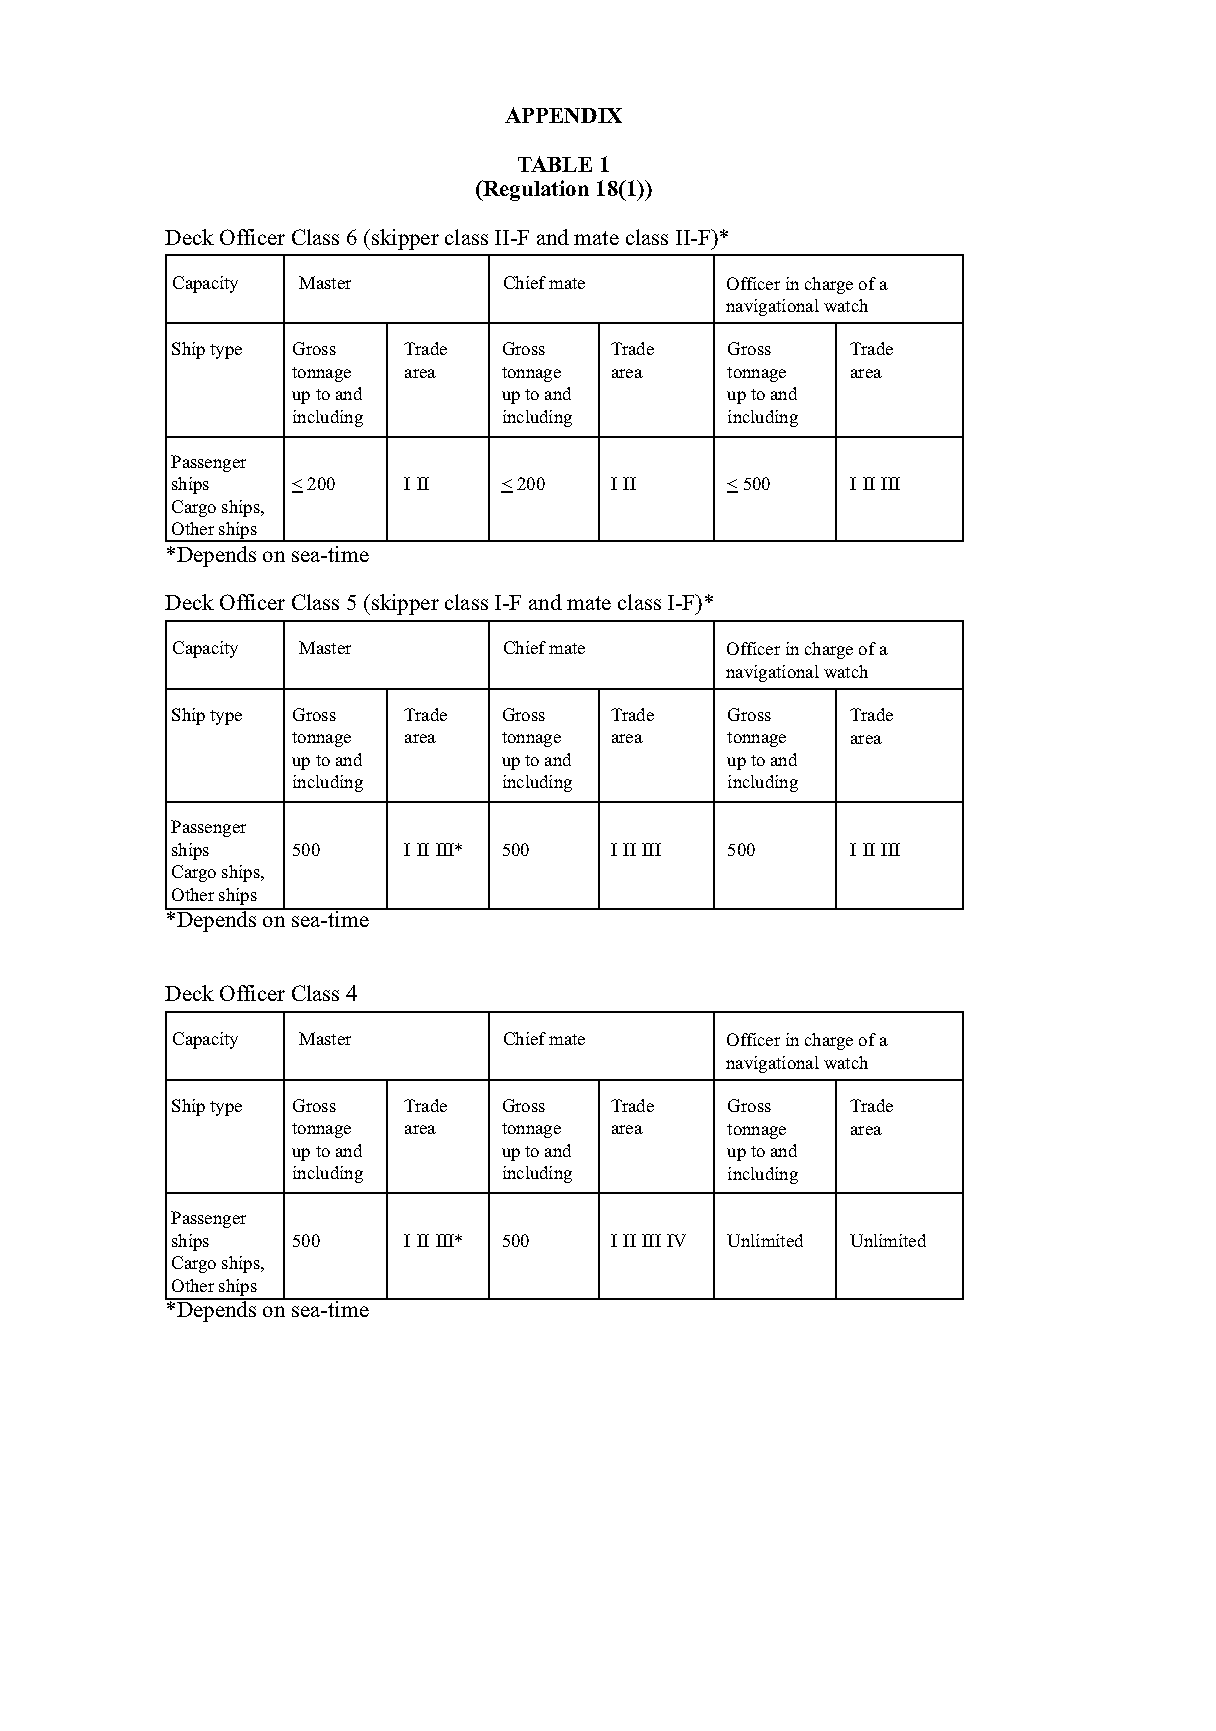 APPENDIX
TABLE 1
(Regulation 18(1))
Deck Officer Class 6 (skipper class II-F and mate class II-F)*
Capacity Master Chief mate Officer in charge of a
navigational watch
Ship type Gross Trade Gross Trade Gross Trade
tonnage area tonnage area tonnage area
up to and up to and up to and
including including including
Passenger
ships ≤ 200 I II ≤ 200 I II ≤ 500 I II III
Cargo ships,
Other ships
*Depends on sea-time
Deck Officer Class 5 (skipper class I-F and mate class I-F)*
Capacity Master Chief mate Officer in charge of a
navigational watch
Ship type Gross Trade Gross Trade Gross Trade
tonnage area tonnage area tonnage area
up to and up to and up to and
including including including
Passenger
ships 500 I II III* 500 I II III 500 I II III
Cargo ships,
Other ships
*Depends on sea-time
Deck Officer Class 4
Capacity Master Chief mate Officer in charge of a
navigational watch
Ship type Gross Trade Gross Trade Gross Trade
tonnage area tonnage area tonnage area
up to and up to and up to and
including including including
Passenger
ships 500 I II III* 500 I II III IV Unlimited Unlimited
Cargo ships,
Other ships
*Depends on sea-time